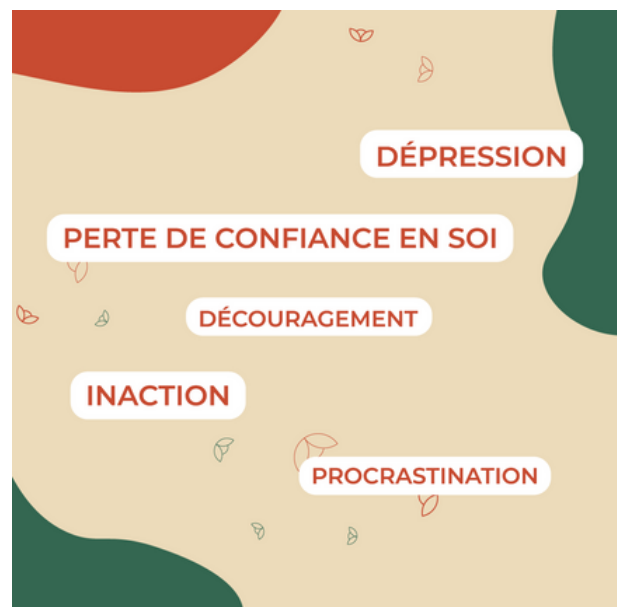 DÉPRESSION
PERTE DE CONFIANCE EN SOI
DÉCOURAGEMENT
INACTION
PROCRASTINATION